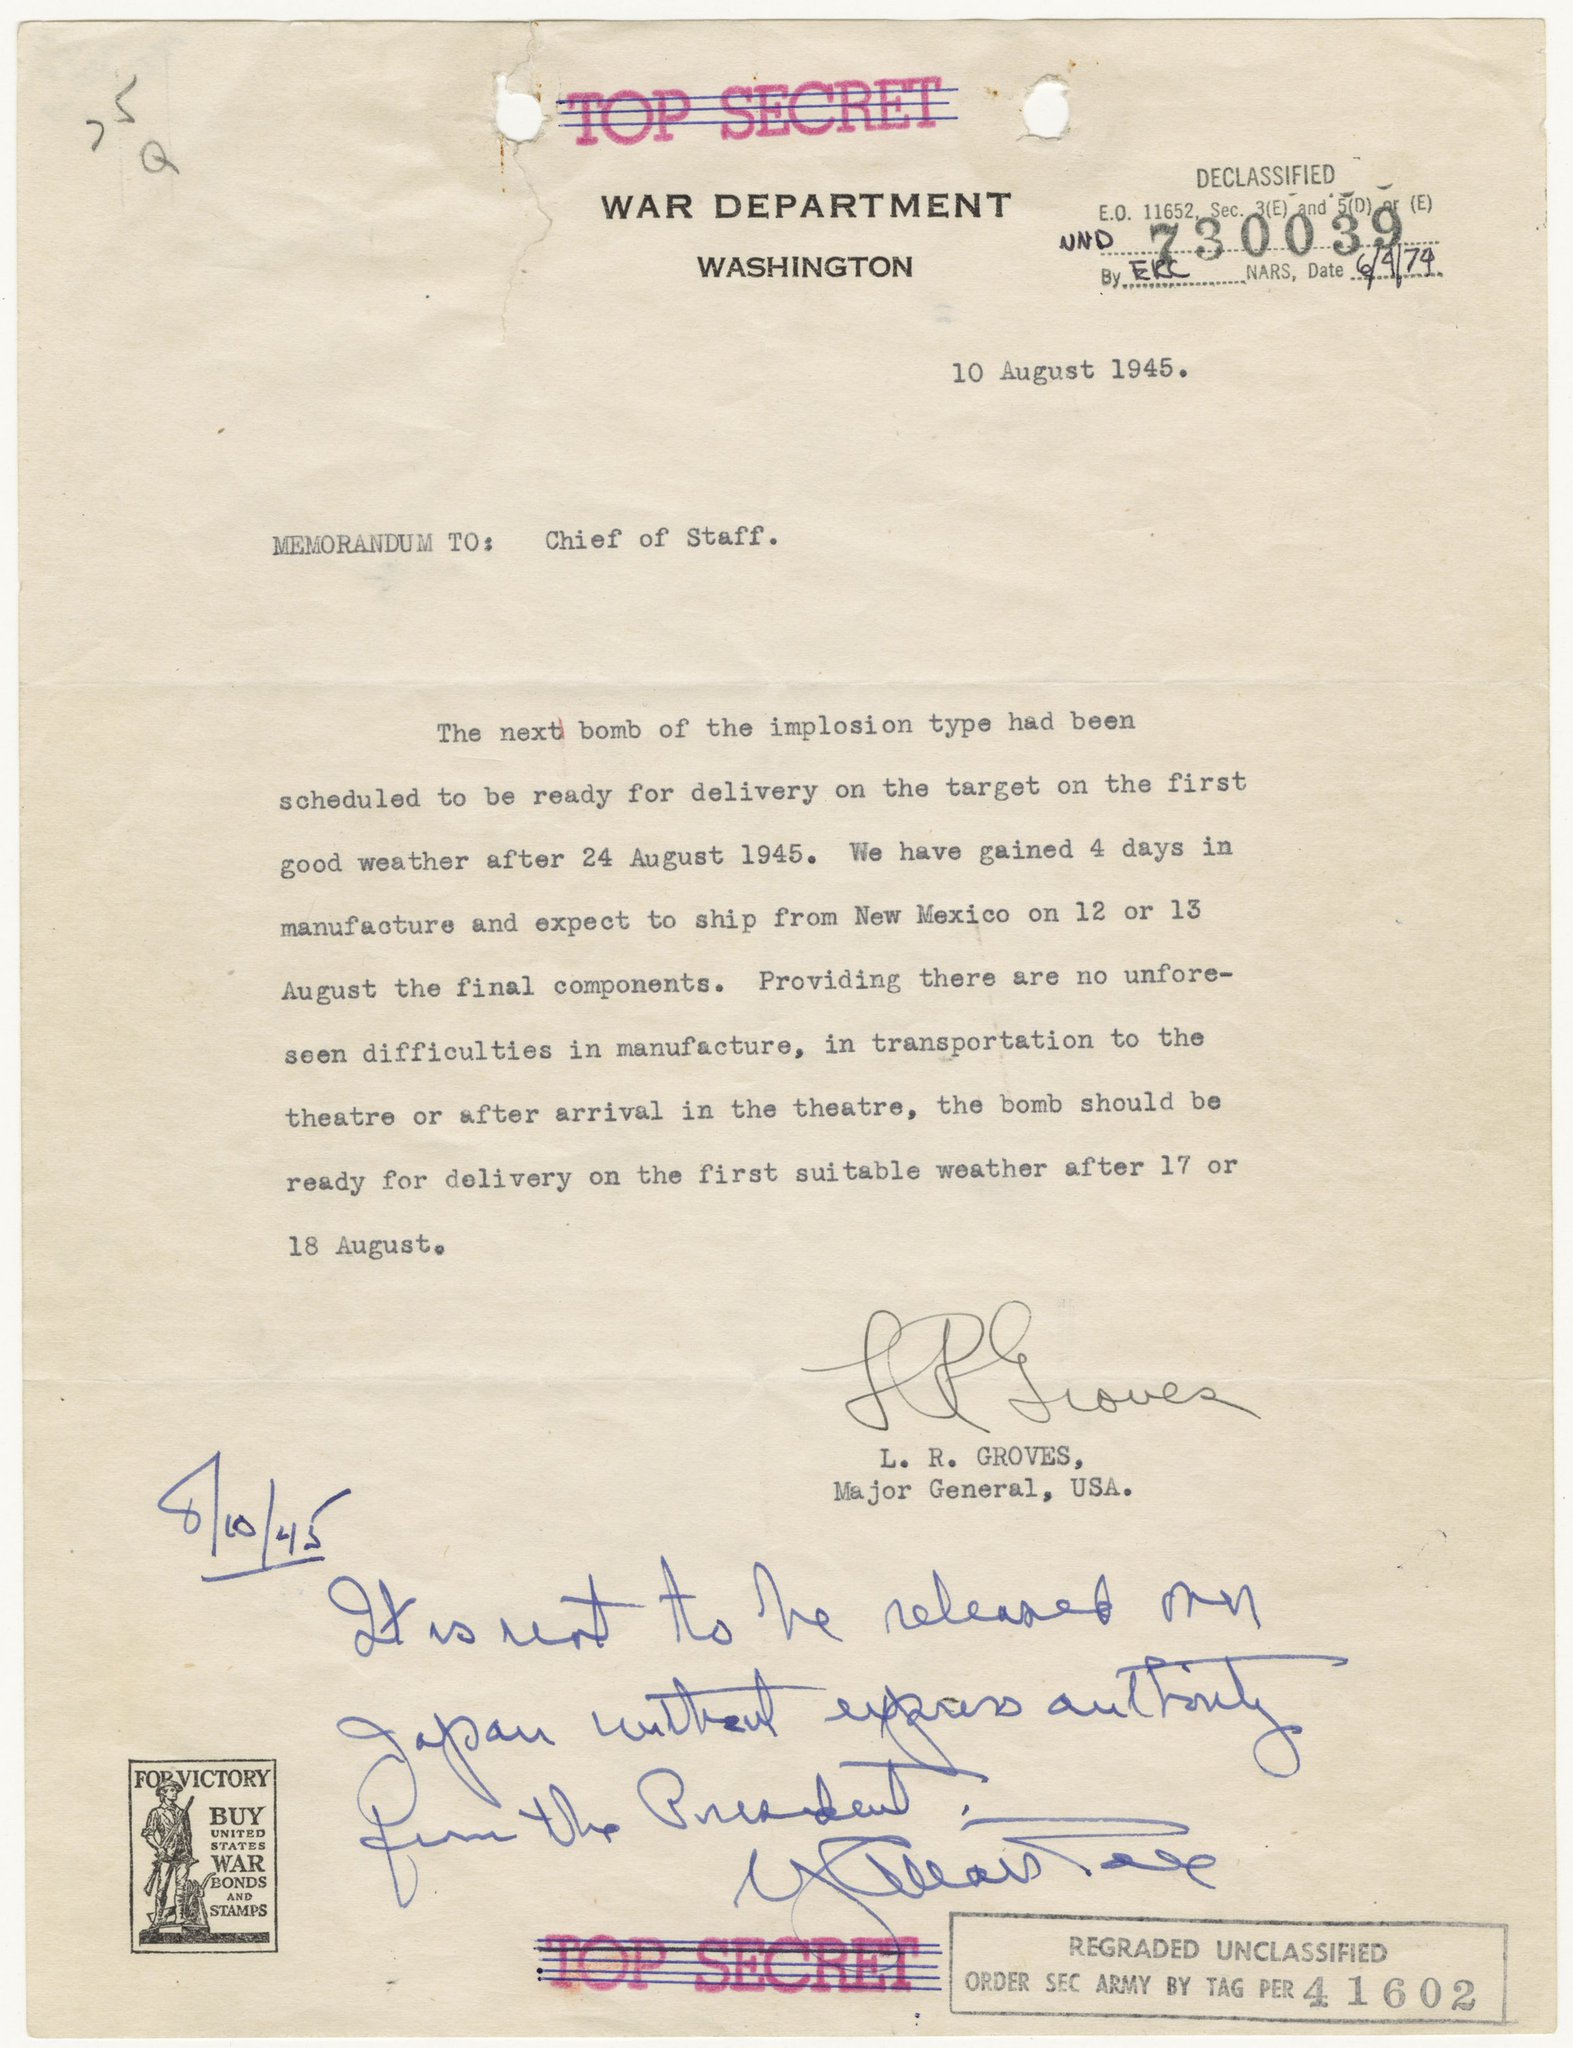 TOP SECRET
WAR DEPARTMENT
WASHINGTON
DECLASSIFIED
E.O. 11652, Sec. 3(E) and 5(D) or (E)
NND 730039
By ERC NARS, Date 6/4/74
10 August 1945.
MEMORANDUM TO: Chief of Staff.
The next bomb of the implosion type had been
scheduled to be ready for delivery on the target on the first
good weather after 24 August 1945. We have gained 4 days in
manufacture and expect to ship from New Mexico on 12 or 13
August the final components. Providing there are no unfore-
seen difficulties in manufacture, in transportation to the
theatre or after arrival in the theatre, the bomb should be
ready for delivery on the first suitable weather after 17 or
18 August.
L R Groves
L. R. GROVES,
Major General, USA.
8/10/45
It is not to be released on
Japan without express authority
from the President.
FOR VICTORY
BUY
UNITED
STATES
WAR
BONDS
AND
STAMPS
TOP SECRET
REGRADED UNCLASSIFIED
ORDER SEC ARMY BY TAG PER 41602